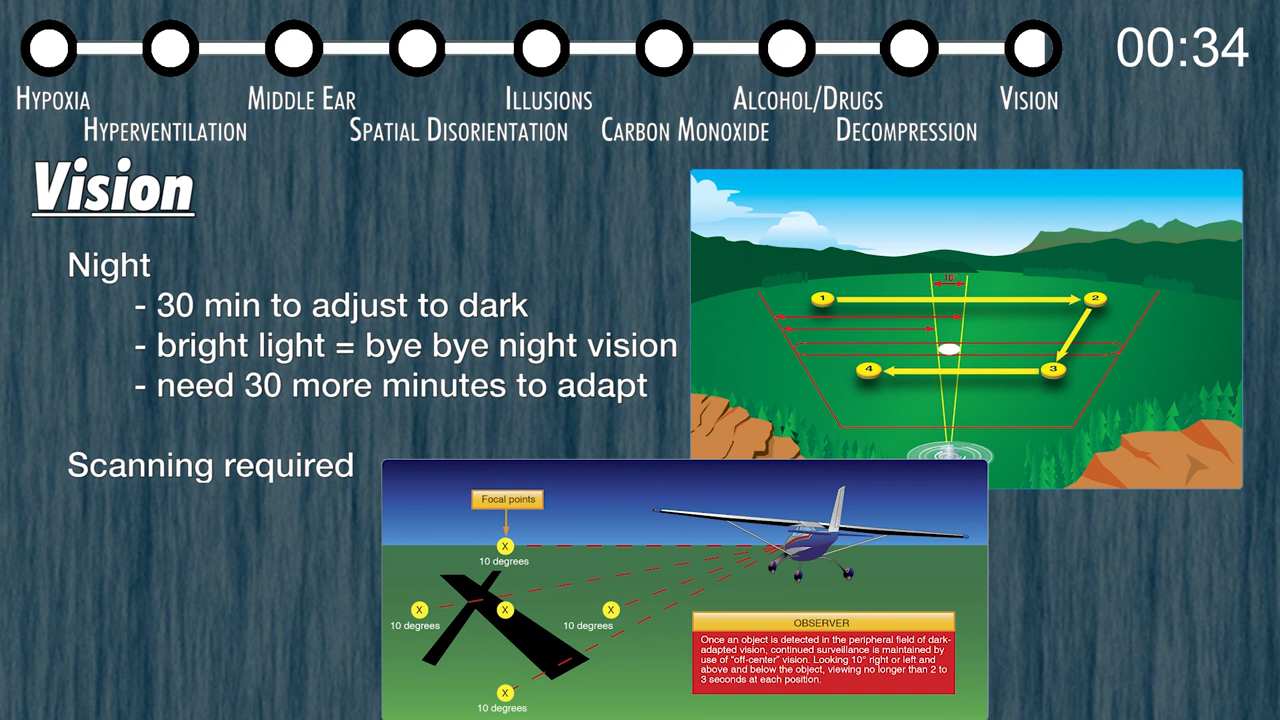 00:34
HYPOXIA
MIDDLE EAR
ILLUSIONS
ALCOHOL/DRUGS
VISION
HYPERVENTILATION
SPATIAL DISORIENTATION
CARBON MONOXIDE
DECOMPRESSION
Vision
Night
- 30 min to adjust to dark
- bright light = bye bye night vision
- need 30 more minutes to adapt
Scanning required
10°
1
2
3
4
Focal points
X
10 degrees
X
10 degrees
X
X
10 degrees
X
10 degrees
OBSERVER
Once an object is detected in the peripheral field of dark-
adapted vision, continued surveillance is maintained by
use of "off-center" vision. Looking 10° right or left and
above and below the object, viewing no longer than 2 to
3 seconds at each position.